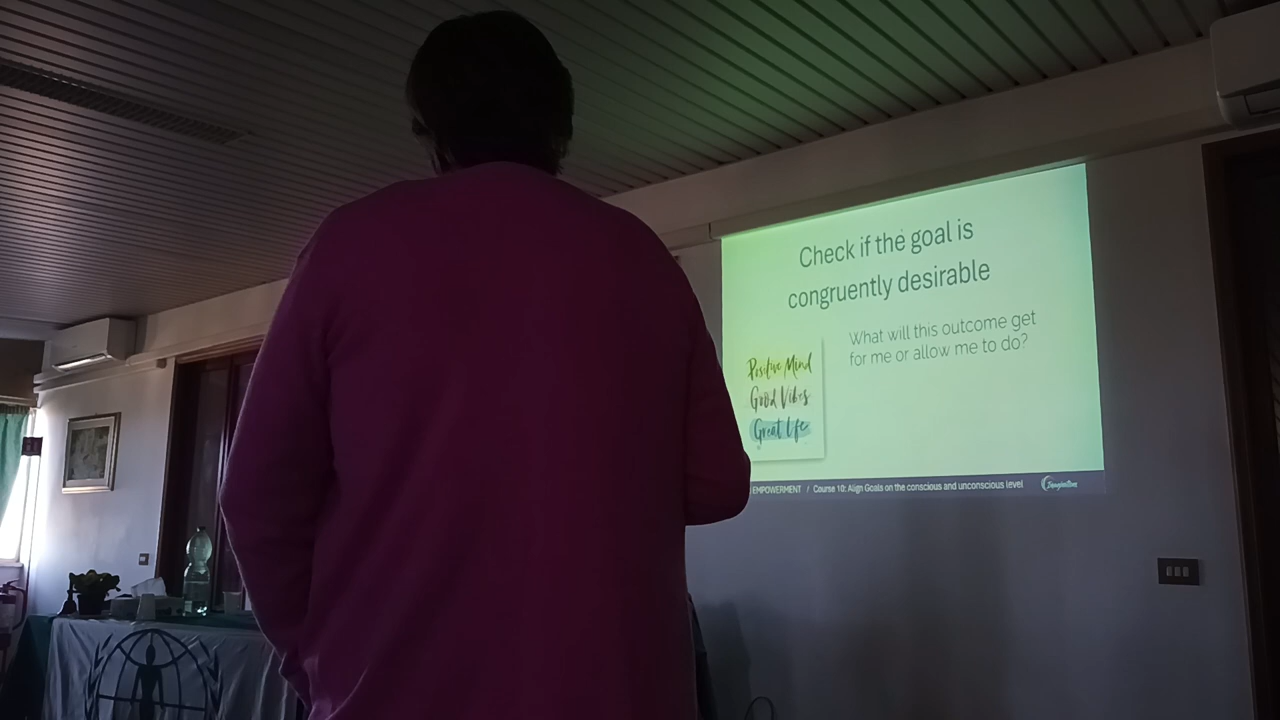 Check if the goal is
congruently desirable
What will this outcome get
for me or allow me to do?
Positive Mind
Good Vibes
Great Life
EMPOWERMENT / Course 10: Align Goals on the conscious and unconscious level